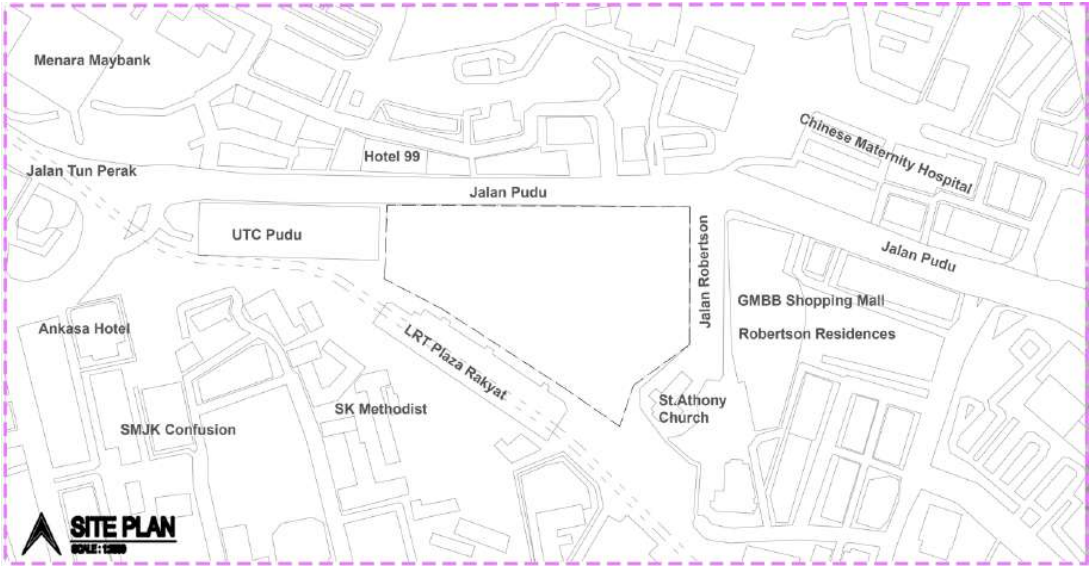 Menara Maybank
Chinese Maternity Hospital
Hotel 99
Jalan Tun Perak
Jalan Pudu
UTC Pudu
Jalan Robertson
Jalan Pudu
GMBB Shopping Mall
Ankasa Hotel
LRT Plaza Rakyat
Robertson Residences
SK Methodist
St.Athony
Church
SMJK Confusion
SITE PLAN
SCALE :